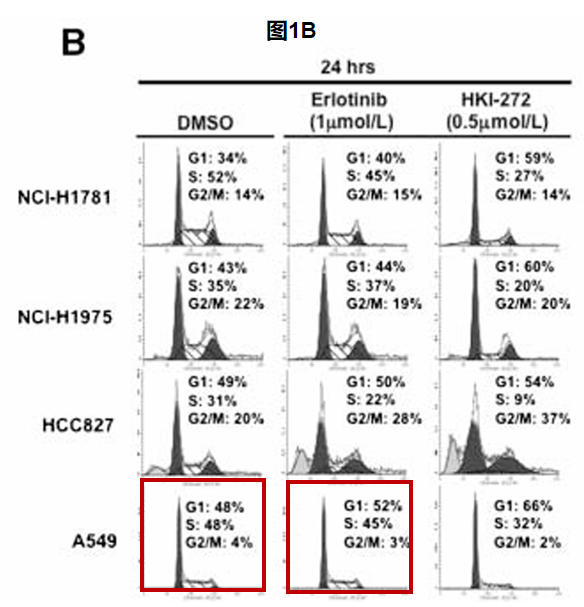 图1B
B
24 hrs
DMSO
Erlotinib
(1μmol/L)
HKI-272
(0.5μmol/L)
NCI-H1781
G1: 34%
S: 52%
G2/M: 14%
G1: 40%
S: 45%
G2/M: 15%
G1: 59%
S: 27%
G2/M: 14%
NCI-H1975
G1: 43%
S: 35%
G2/M: 22%
G1: 44%
S: 37%
G2/M: 19%
G1: 60%
S: 20%
G2/M: 20%
HCC827
G1: 49%
S: 31%
G2/M: 20%
G1: 50%
S: 22%
G2/M: 28%
G1: 54%
S: 9%
G2/M: 37%
A549
G1: 48%
S: 48%
G2/M: 4%
G1: 52%
S: 45%
G2/M: 3%
G1: 66%
S: 32%
G2/M: 2%